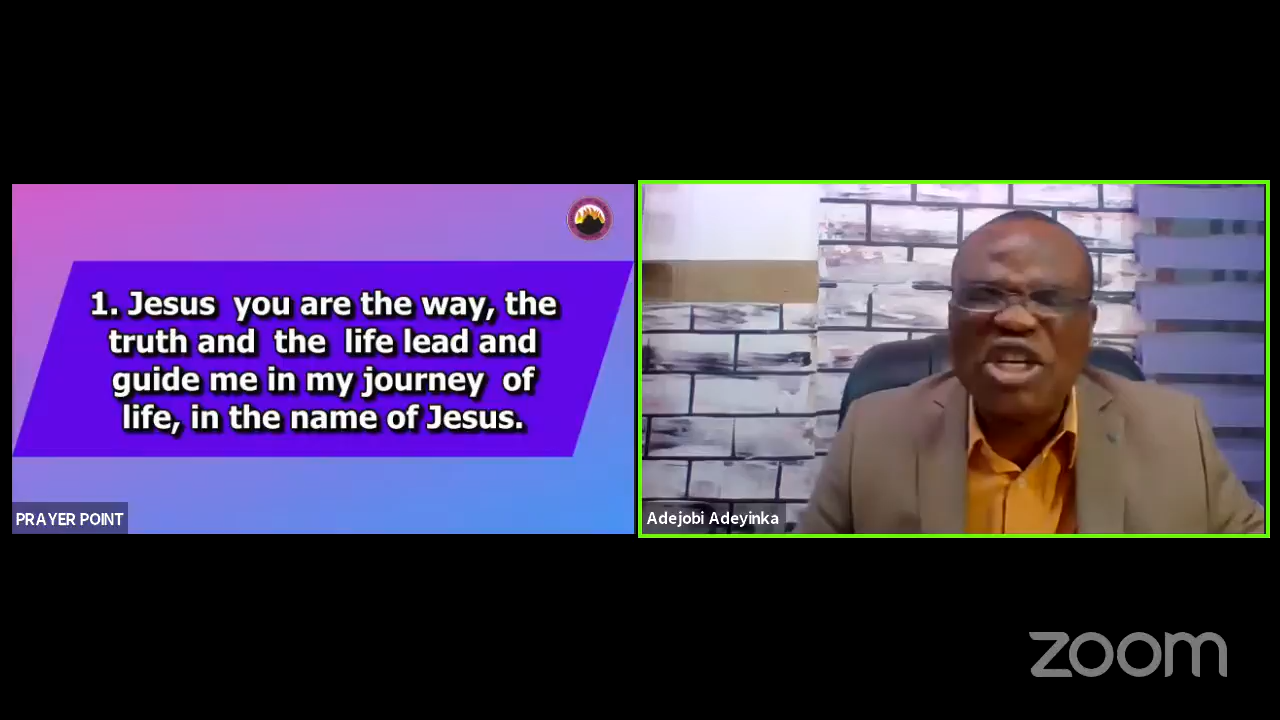 1. Jesus you are the way, the
truth and the life lead and
guide me in my journey of
life, in the name of Jesus.
PRAYER POINT
Adejobi Adeyinka
zoom